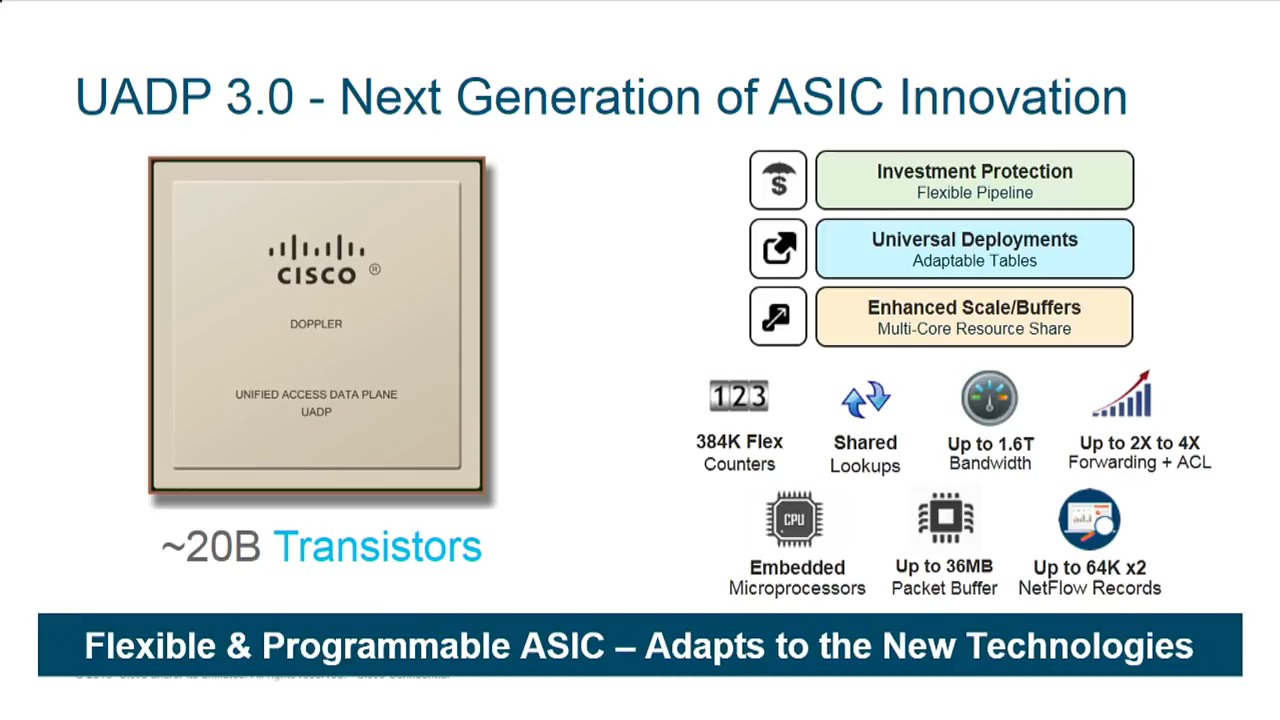 UADP 3.0 - Next Generation of ASIC Innovation
CISCO ®
DOPPLER
UNIFIED ACCESS DATA PLANE
UADP
~20B Transistors
$
Investment Protection
Flexible Pipeline
Universal Deployments
Adaptable Tables
Enhanced Scale/Buffers
Multi-Core Resource Share
123
384K Flex
Counters
Shared
Lookups
Up to 1.6T
Bandwidth
Up to 2X to 4X
Forwarding + ACL
CPU
Embedded
Microprocessors
Up to 36MB
Packet Buffer
Up to 64K x2
NetFlow Records
Flexible & Programmable ASIC – Adapts to the New Technologies